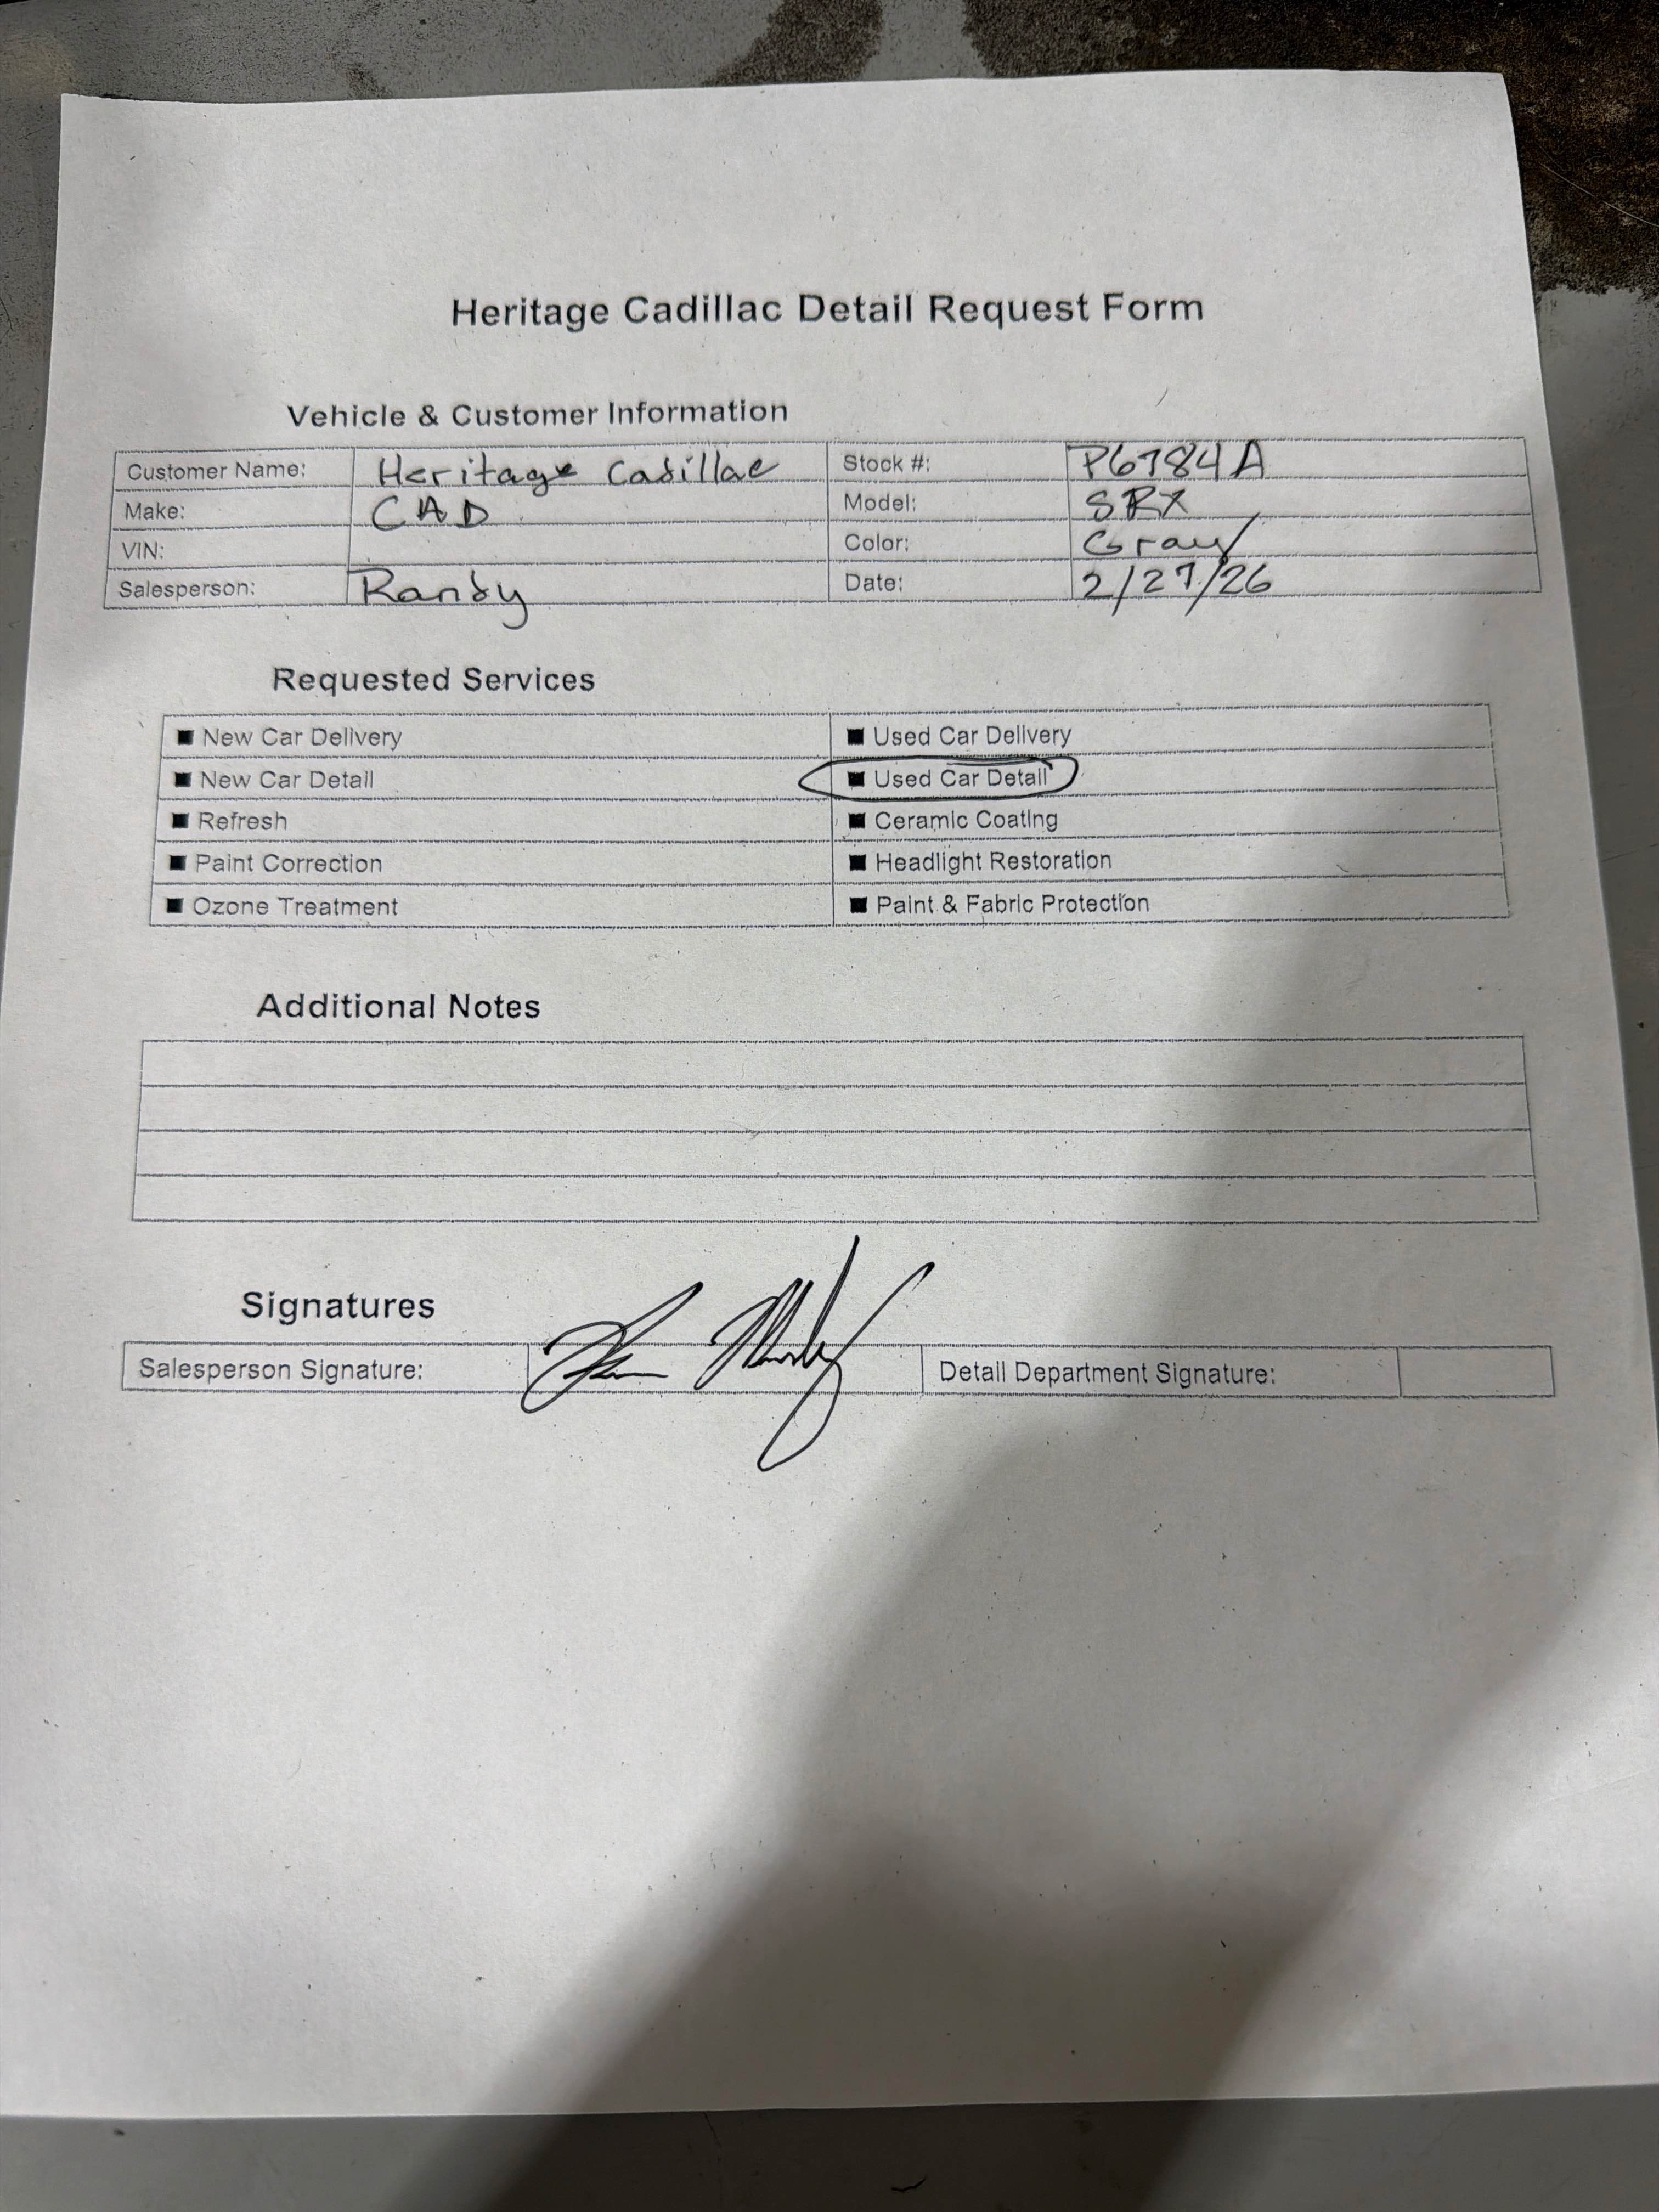 Heritage Cadillac Detail Request Form
Vehicle & Customer Information
Customer Name: Heritage Cadillac Stock #: P6784A
Make: CAD Model: SRX
VIN: Color: Gray
Salesperson: Randy Date: 2/27/26
Requested Services
■ New Car Delivery ■ Used Car Delivery
■ New Car Detail ■ Used Car Detail
■ Refresh ■ Ceramic Coating
■ Paint Correction ■ Headlight Restoration
■ Ozone Treatment ■ Paint & Fabric Protection
Additional Notes
Signatures
Salesperson Signature: Detail Department Signature: